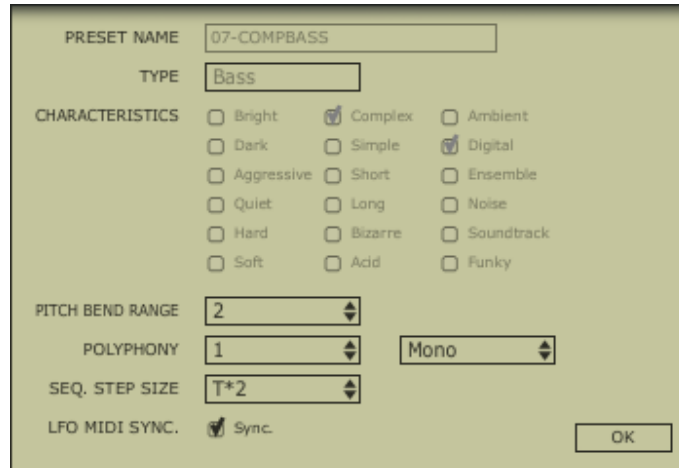 PRESET NAME 07-COMPBASS
TYPE Bass
CHARACTERISTICS Bright Complex Ambient
Dark Simple Digital
Aggressive Short Ensemble
Quiet Long Noise
Hard Bizarre Soundtrack
Soft Acid Funky
PITCH BEND RANGE 2
POLYPHONY 1 Mono
SEQ. STEP SIZE T*2
LFO MIDI SYNC. Sync.
OK